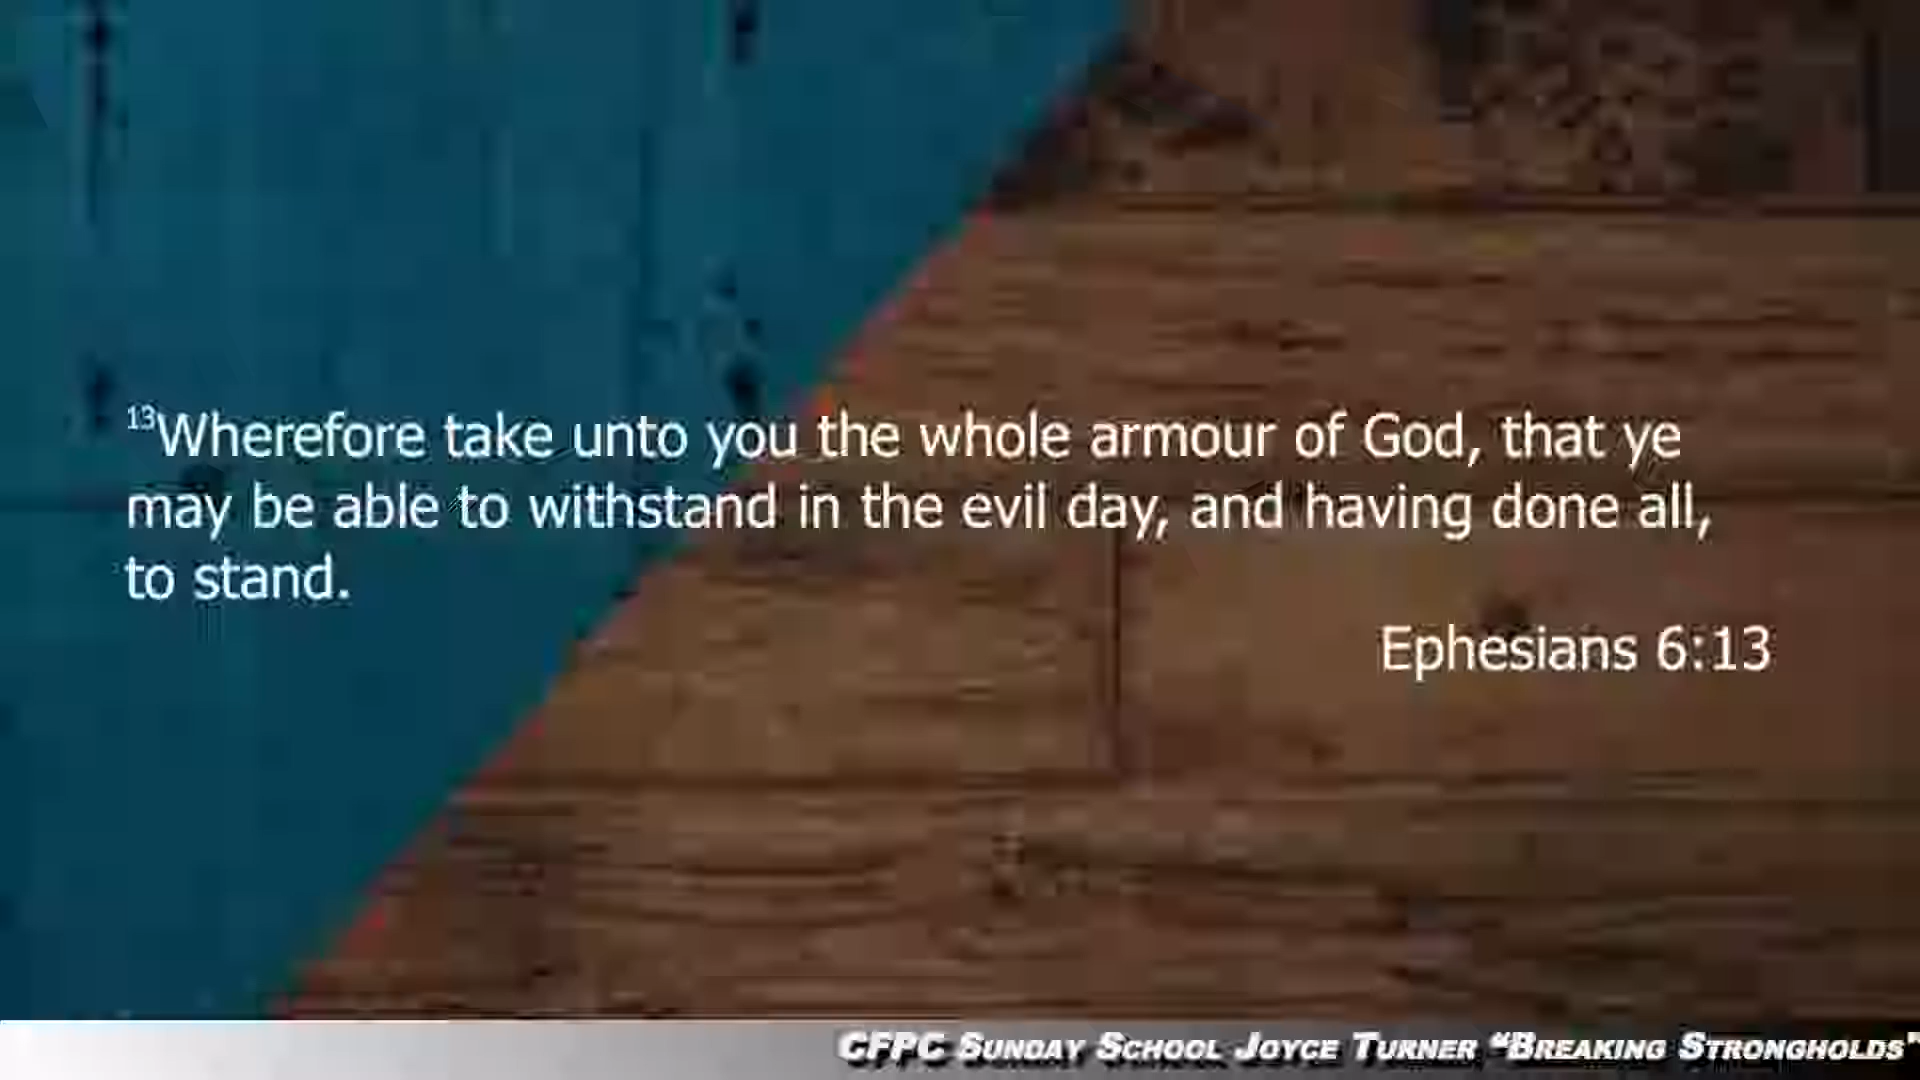 13Wherefore take unto you the whole armour of God, that ye
may be able to withstand in the evil day, and having done all,
to stand.
Ephesians 6:13
CFPC Sunday School Joyce Turner “Breaking Strongholds”